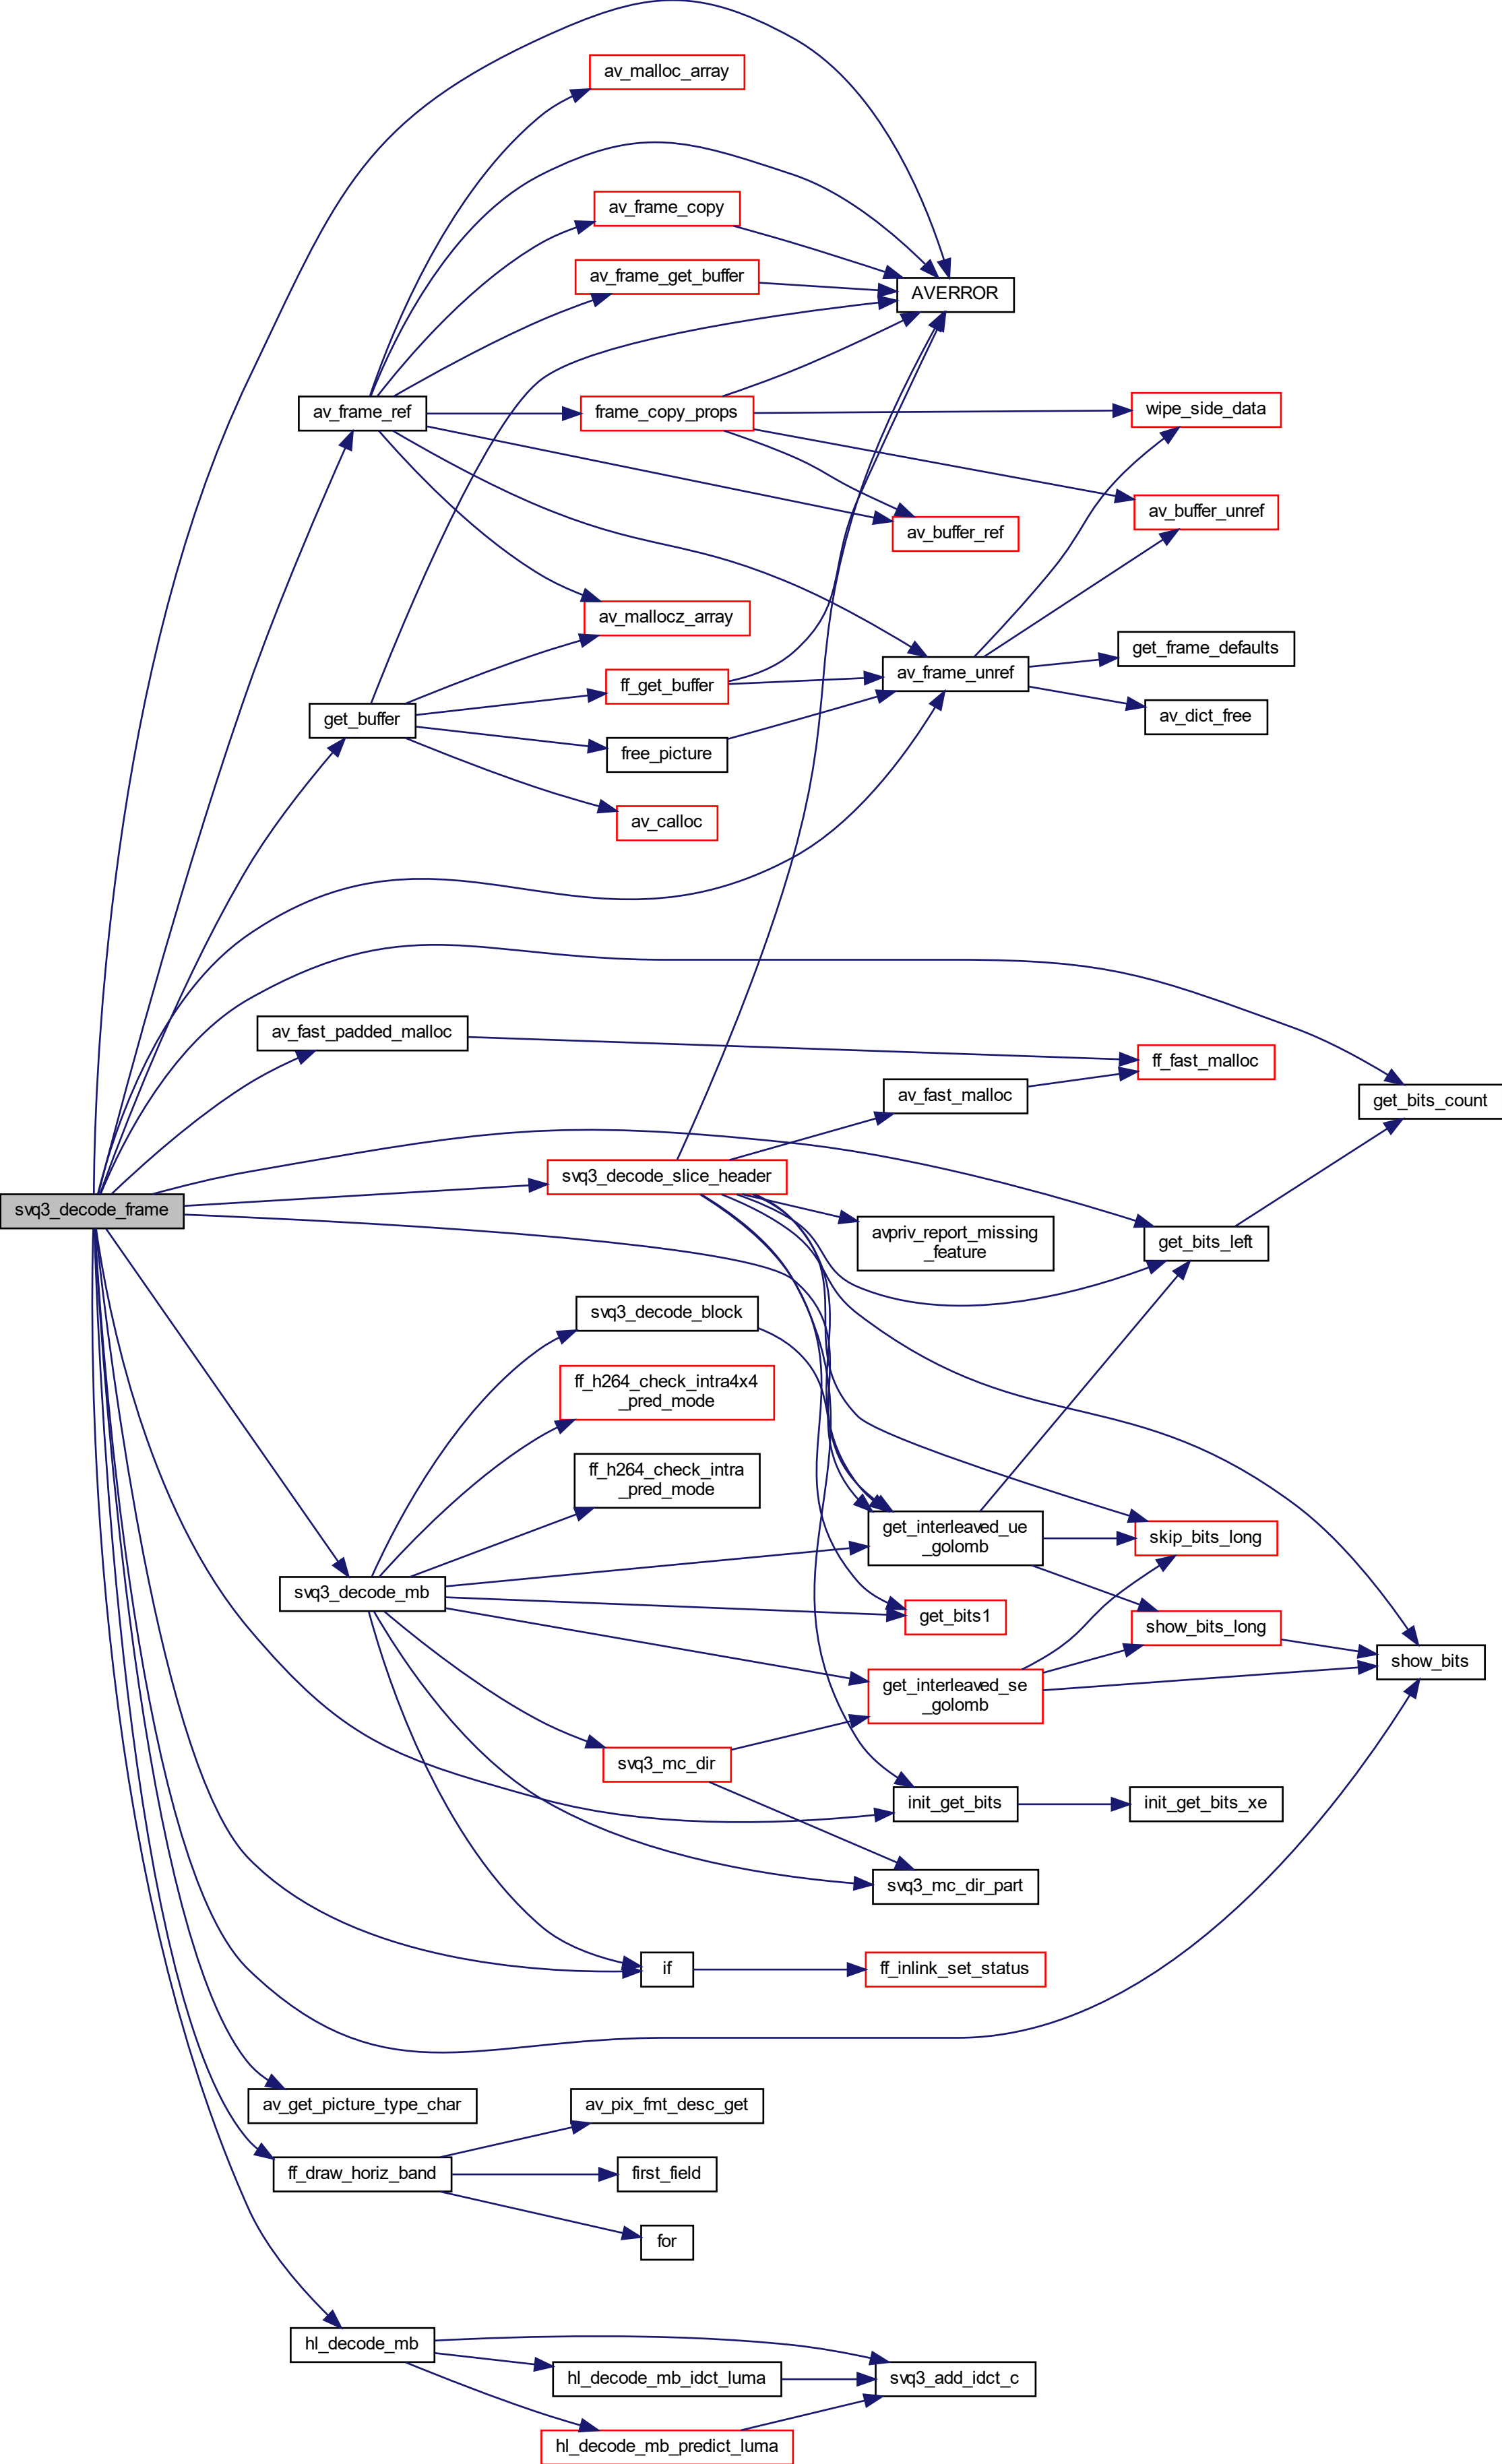 av_malloc_array
av_frame_copy
av_frame_get_buffer
AVERROR
av_frame_ref
frame_copy_props
wipe_side_data
av_buffer_unref
av_buffer_ref
av_mallocz_array
get_frame_defaults
av_frame_unref
ff_get_buffer
av_dict_free
get_buffer
free_picture
av_calloc
av_fast_padded_malloc
ff_fast_malloc
av_fast_malloc
get_bits_count
svq3_decode_slice_header
svq3_decode_frame
avpriv_report_missing
_feature
get_bits_left
svq3_decode_block
ff_h264_check_intra4x4
_pred_mode
ff_h264_check_intra
_pred_mode
get_interleaved_ue
_golomb
skip_bits_long
svq3_decode_mb
get_bits1
show_bits_long
show_bits
get_interleaved_se
_golomb
svq3_mc_dir
init_get_bits
init_get_bits_xe
svq3_mc_dir_part
if
ff_inlink_set_status
av_get_picture_type_char
av_pix_fmt_desc_get
ff_draw_horiz_band
first_field
for
hl_decode_mb
hl_decode_mb_idct_luma
svq3_add_idct_c
hl_decode_mb_predict_luma